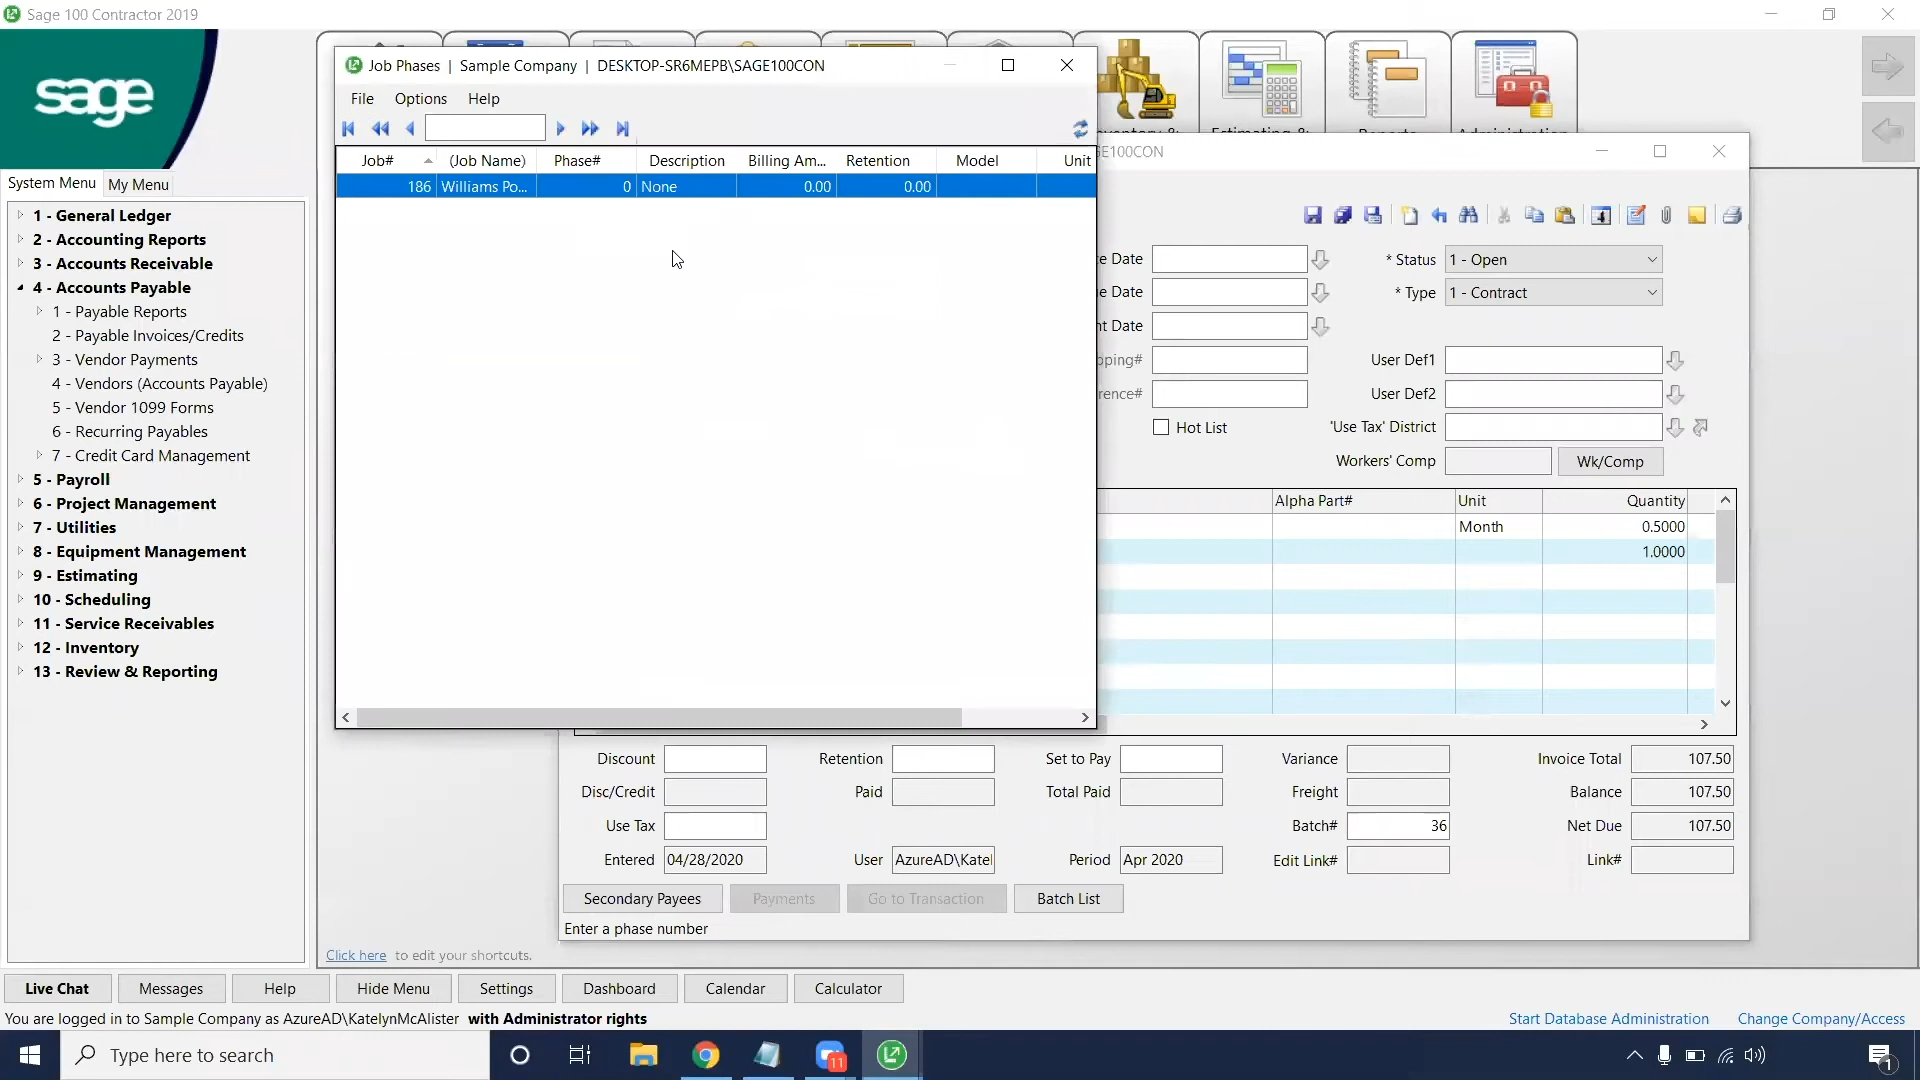 Sage 100 Contractor 2019
sage
Job Phases | Sample Company | DESKTOP-SR6MEPB\SAGE100CON
File Options Help
Job# (Job Name) Phase# Description Billing Am... Retention Model Unit
186 Williams Po... 0 None 0.00 0.00
GE100CON
System Menu My Menu
1 - General Ledger
2 - Accounting Reports
3 - Accounts Receivable
4 - Accounts Payable
1 - Payable Reports
2 - Payable Invoices/Credits
3 - Vendor Payments
4 - Vendors (Accounts Payable)
5 - Vendor 1099 Forms
6 - Recurring Payables
7 - Credit Card Management
5 - Payroll
6 - Project Management
7 - Utilities
8 - Equipment Management
9 - Estimating
10 - Scheduling
11 - Service Receivables
12 - Inventory
13 - Review & Reporting
e Date * Status 1 - Open
e Date * Type 1 - Contract
nt Date
pping# User Def1
rence# User Def2
Hot List 'Use Tax' District
Workers' Comp Wk/Comp
Alpha Part# Unit Quantity
Month 0.5000
1.0000
Discount Retention Set to Pay Variance Invoice Total 107.50
Disc/Credit Paid Total Paid Freight Balance 107.50
Use Tax Batch# 36 Net Due 107.50
Entered 04/28/2020 User AzureAD\Katel Period Apr 2020 Edit Link# Link#
Secondary Payees Payments Go to Transaction Batch List
Enter a phase number
Click here to edit your shortcuts.
Live Chat Messages Help Hide Menu Settings Dashboard Calendar Calculator
You are logged in to Sample Company as AzureAD\KatelynMcAlister with Administrator rights
Start Database Administration Change Company/Access
Type here to search
11
1